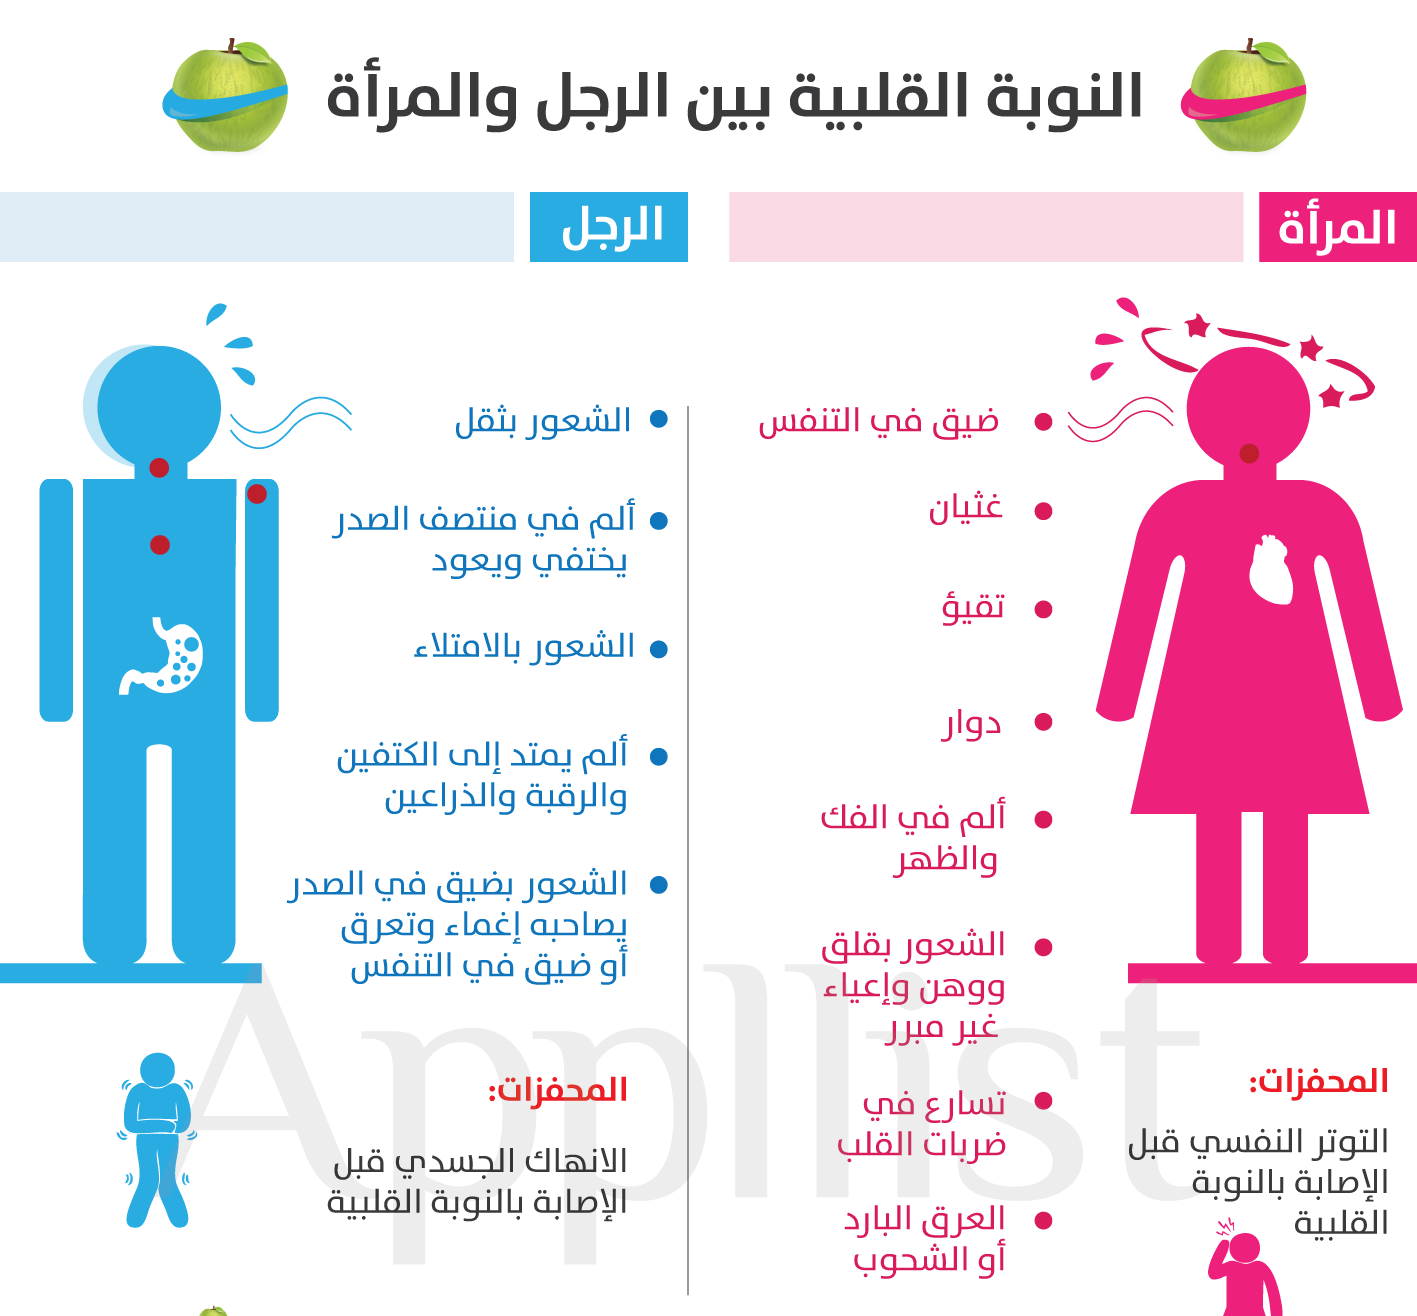 النوبة القلبية بين الرجل والمرأة
المرأة
ضيق في التنفس
غثيان
تقيؤ
دوار
ألم في الفك
والظهر
الشعور بقلق
ووهن وإعياء
غير مبرر
تسارع في
ضربات القلب
العرق البارد
أو الشحوب
المحفزات:
التوتر النفسي قبل
الإصابة بالنوبة
القلبية
الرجل
الشعور بثقل
ألم في منتصف الصدر
يختفي ويعود
الشعور بالامتلاء
ألم يمتد إلى الكتفين
والرقبة والذراعين
الشعور بضيق في الصدر
يصاحبه إغماء وتعرق
أو ضيق في التنفس
المحفزات:
الانهاك الجسدي قبل
الإصابة بالنوبة القلبية
Appllist